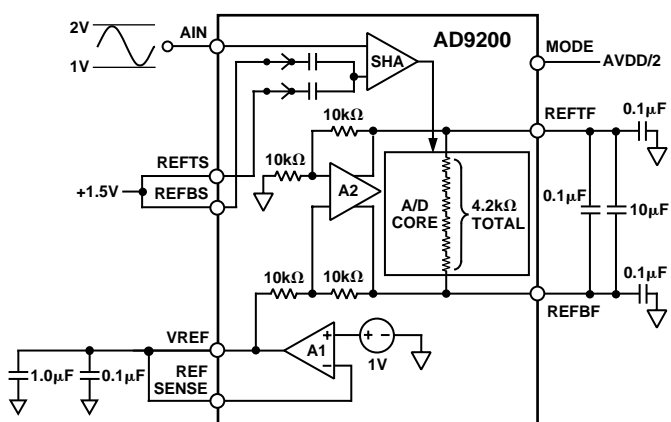 2V
1V
AIN
AD9200
SHA
MODE
AVDD/2
10kΩ
REFTF
0.1µF
REFTS
REFBS
+1.5V
10kΩ
A2
A/D
CORE
4.2kΩ
TOTAL
0.1µF
10µF
10kΩ
10kΩ
0.1µF
REFBF
VREF
A1
+
−
+ −
1V
REF
SENSE
1.0µF
0.1µF